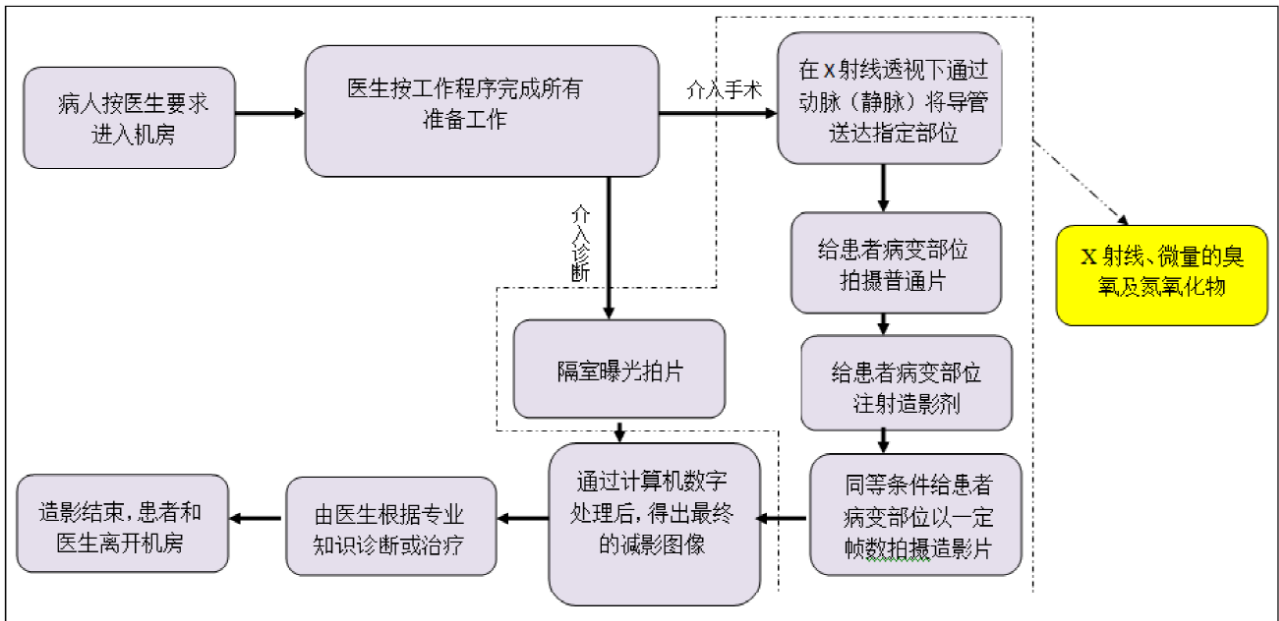 病人按医生要求
进入机房
医生按工作程序完成所有
准备工作
介入手术
在X射线透视下通过
动脉（静脉）将导管
送达指定部位
介入诊断
给患者病变部位
拍摄普通片
X 射线、微量的臭
氧及氮氧化物
隔室曝光拍片
给患者病变部位
注射造影剂
造影结束，患者和
医生离开机房
由医生根据专业
知识诊断或治疗
通过计算机数字
处理后，得出最终
的减影图像
同等条件给患者
病变部位以一定
帧数拍摄造影片